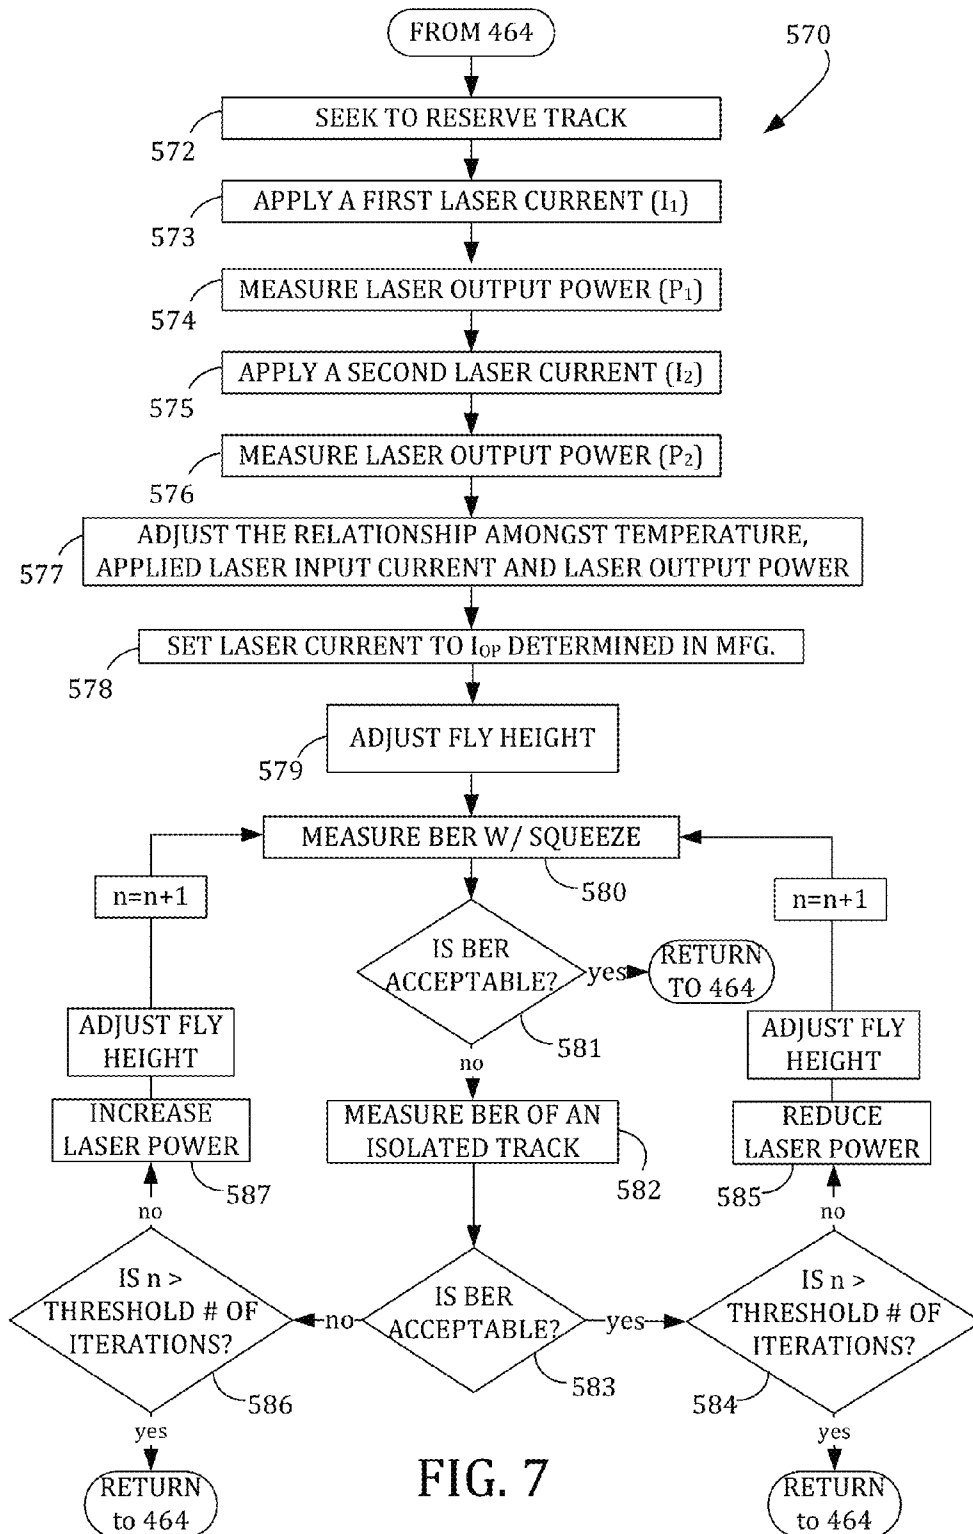 FROM 464
570
SEEK TO RESERVE TRACK
572
APPLY A FIRST LASER CURRENT (I₁)
573
MEASURE LASER OUTPUT POWER (P₁)
574
APPLY A SECOND LASER CURRENT (I₂)
575
MEASURE LASER OUTPUT POWER (P₂)
576
ADJUST THE RELATIONSHIP AMONGST TEMPERATURE,
APPLIED LASER INPUT CURRENT AND LASER OUTPUT POWER
577
SET LASER CURRENT TO I_OP DETERMINED IN MFG.
578
ADJUST FLY HEIGHT
579
MEASURE BER W/ SQUEEZE
580
n=n+1
n=n+1
IS BER
ACCEPTABLE?
yes
RETURN
TO 464
581
no
ADJUST FLY
HEIGHT
ADJUST FLY
HEIGHT
INCREASE
LASER POWER
587
MEASURE BER OF AN
ISOLATED TRACK
582
REDUCE
LASER POWER
585
no
no
IS n >
THRESHOLD # OF
ITERATIONS?
586
no
IS BER
ACCEPTABLE?
583
yes
IS n >
THRESHOLD # OF
ITERATIONS?
584
yes
yes
RETURN
to 464
FIG. 7
RETURN
to 464